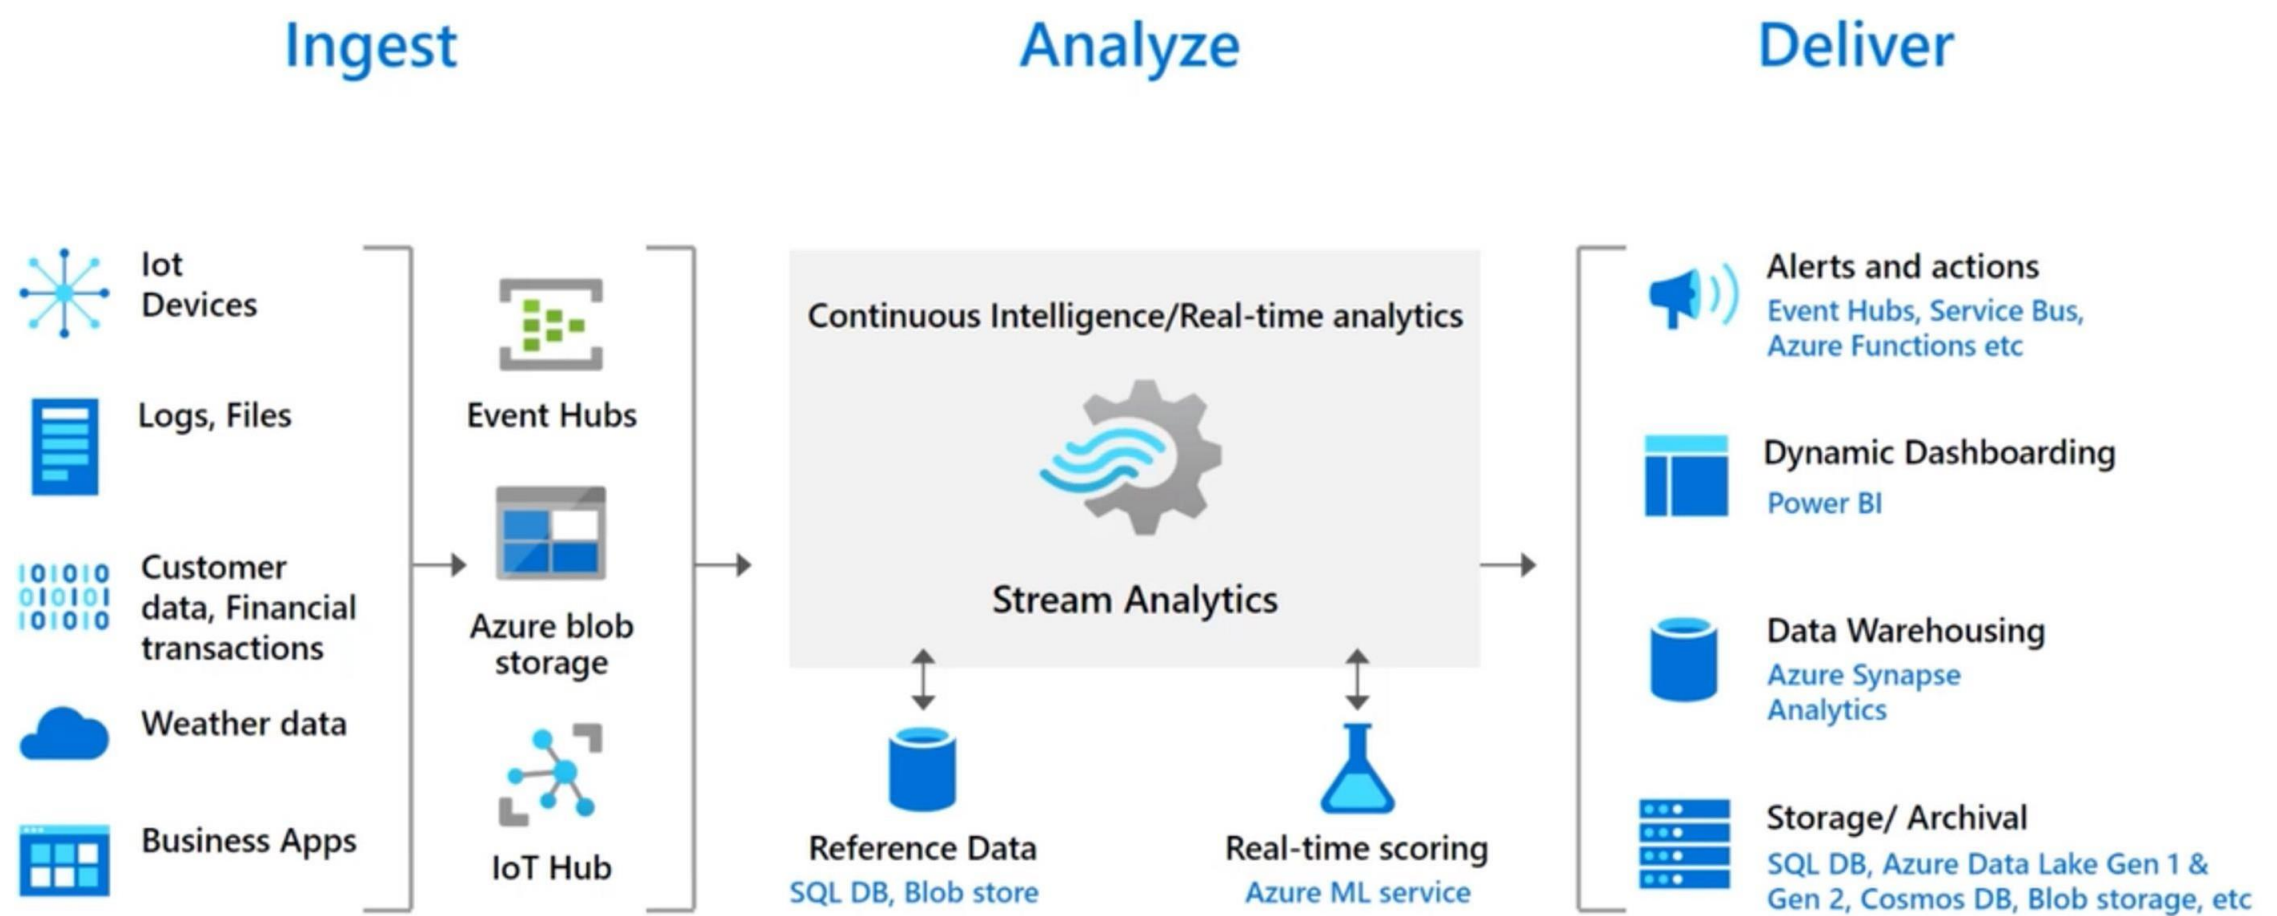 Ingest
Analyze
Deliver
Iot
Devices
Logs, Files
Customer
data, Financial
transactions
Weather data
Business Apps
Event Hubs
Azure blob
storage
IoT Hub
Continuous Intelligence/Real-time analytics
Stream Analytics
Reference Data
SQL DB, Blob store
Real-time scoring
Azure ML service
Alerts and actions
Event Hubs, Service Bus,
Azure Functions etc
Dynamic Dashboarding
Power BI
Data Warehousing
Azure Synapse
Analytics
Storage/ Archival
SQL DB, Azure Data Lake Gen 1 &
Gen 2, Cosmos DB, Blob storage, etc